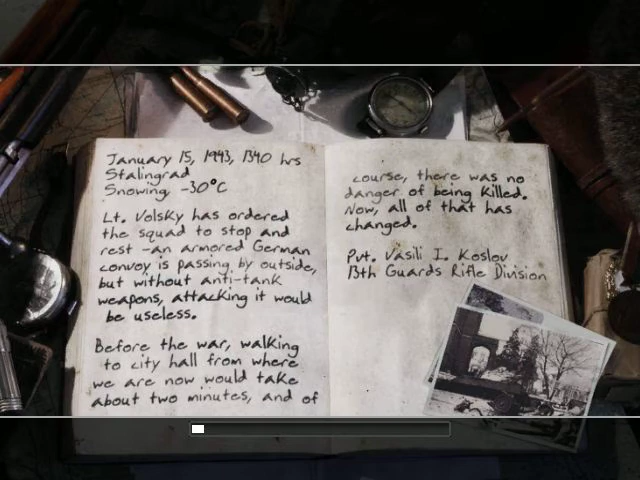 January 15, 1943, 1340 hrs
Stalingrad
Snowing, -30°C
Lt. Volsky has ordered
the squad to stop and
rest -an armored German
convoy is passing by outside,
but without anti-tank
weapons, attacking it would
be useless.
Before the war, walking
to city hall from where
we are now would take
about two minutes, and of
course, there was no
danger of being killed.
Now, all of that has
changed.
Pvt. Vasili I. Koslov
13th Guards Rifle Division